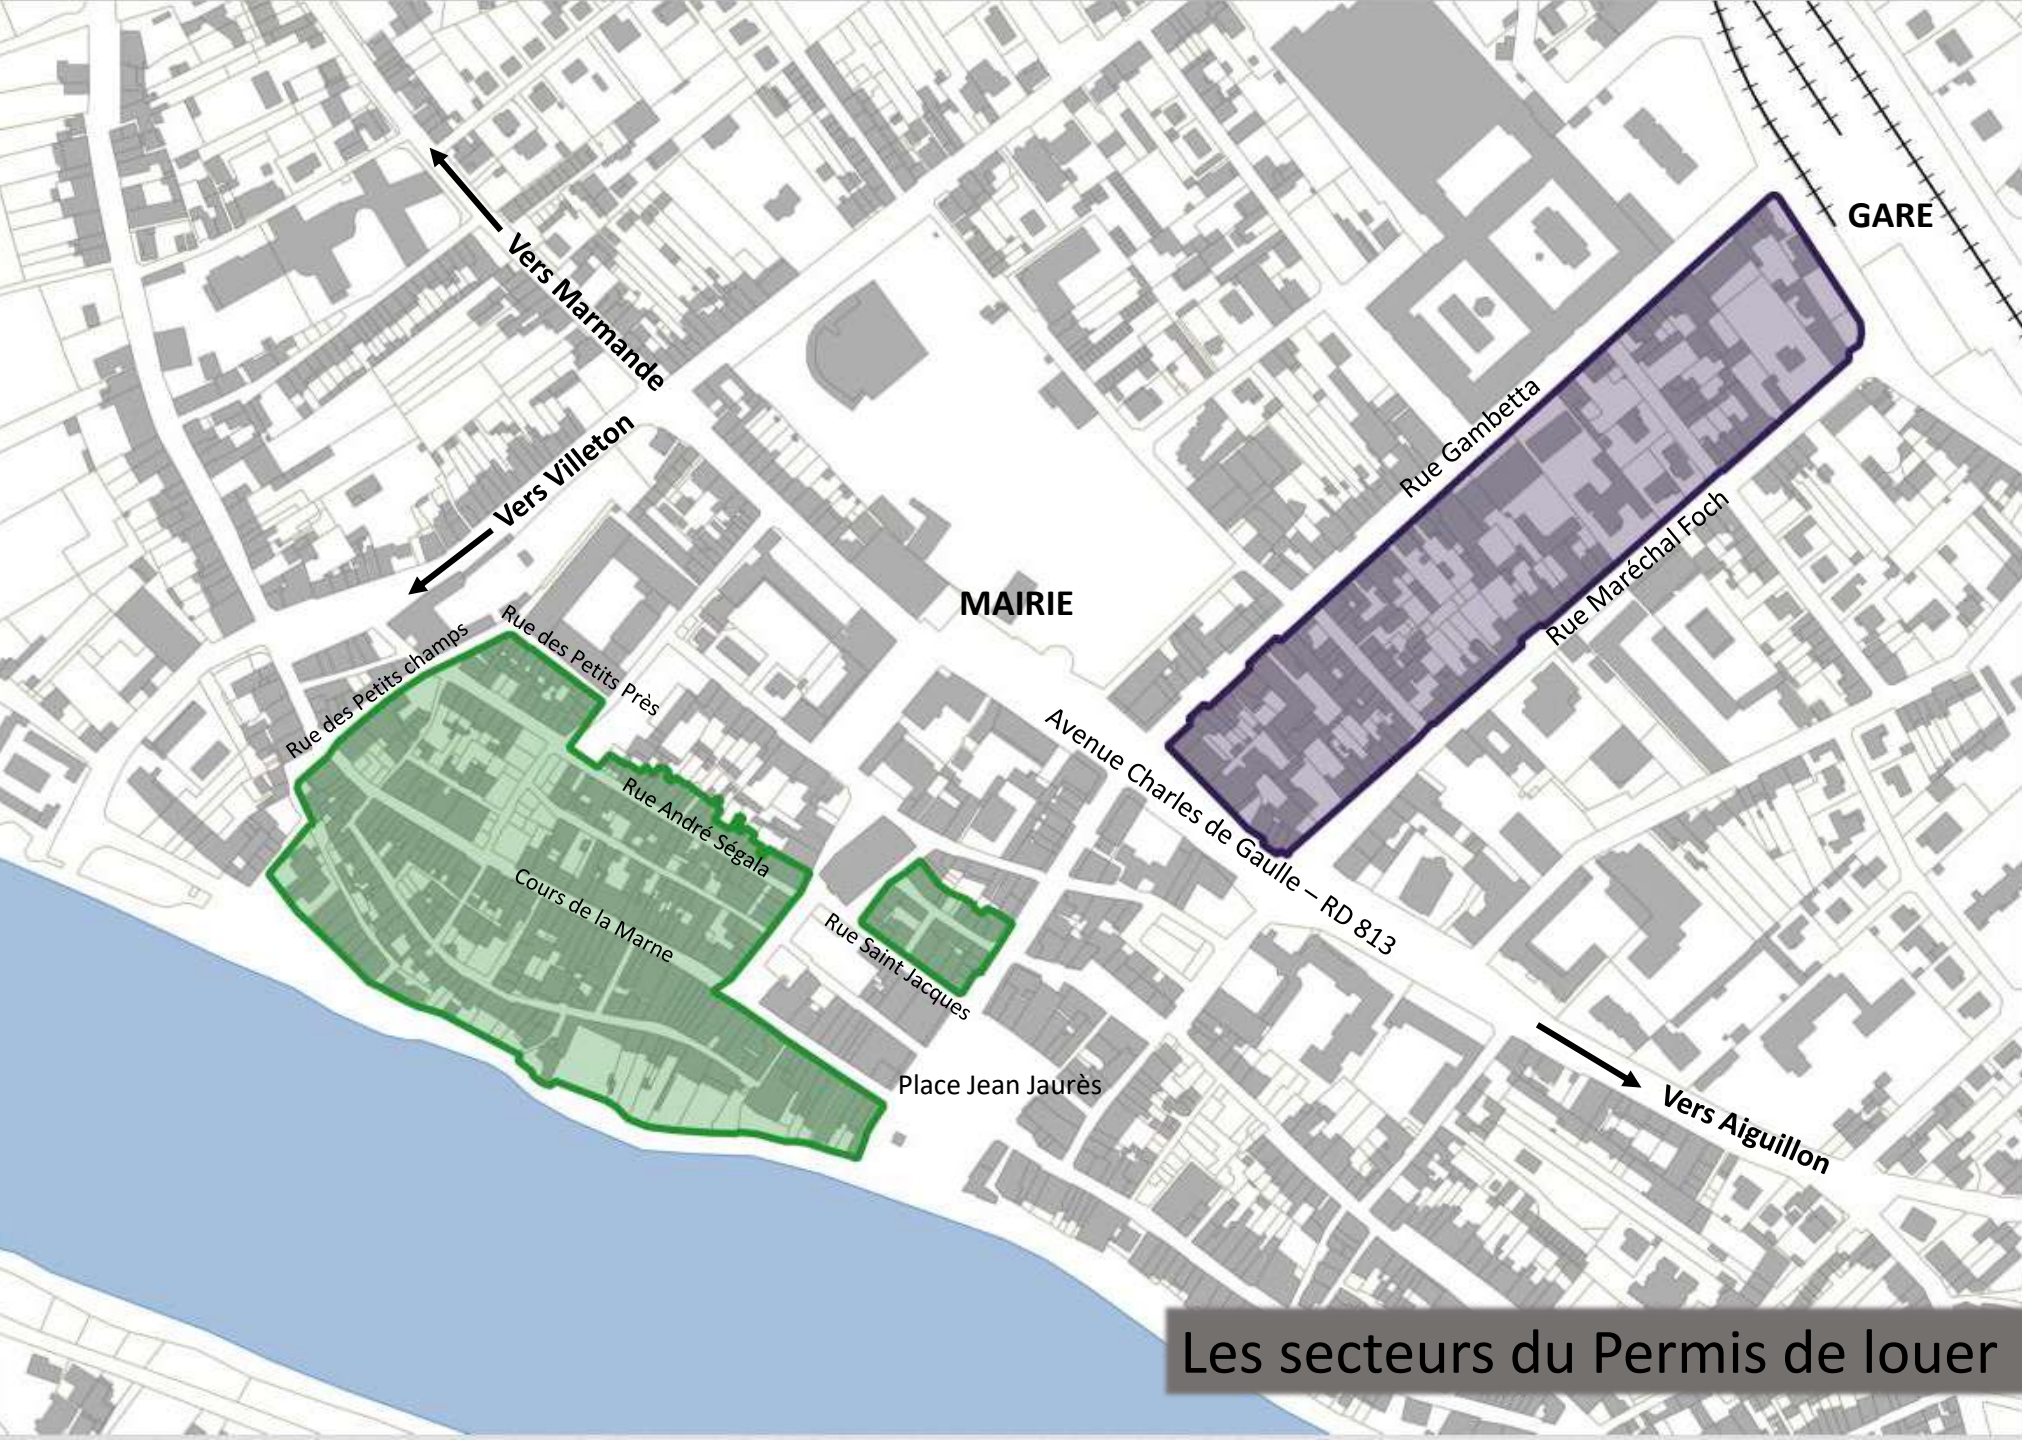 GARE
Vers Marmande
Vers Villeton
Rue Gambetta
Rue Maréchal Foch
MAIRIE
Rue des Petits champs
Rue des Petits Près
Avenue Charles de Gaulle – RD 813
Rue André Ségala
Cours de la Marne
Rue Saint Jacques
Place Jean Jaurès
Vers Aiguillon
Les secteurs du Permis de louer